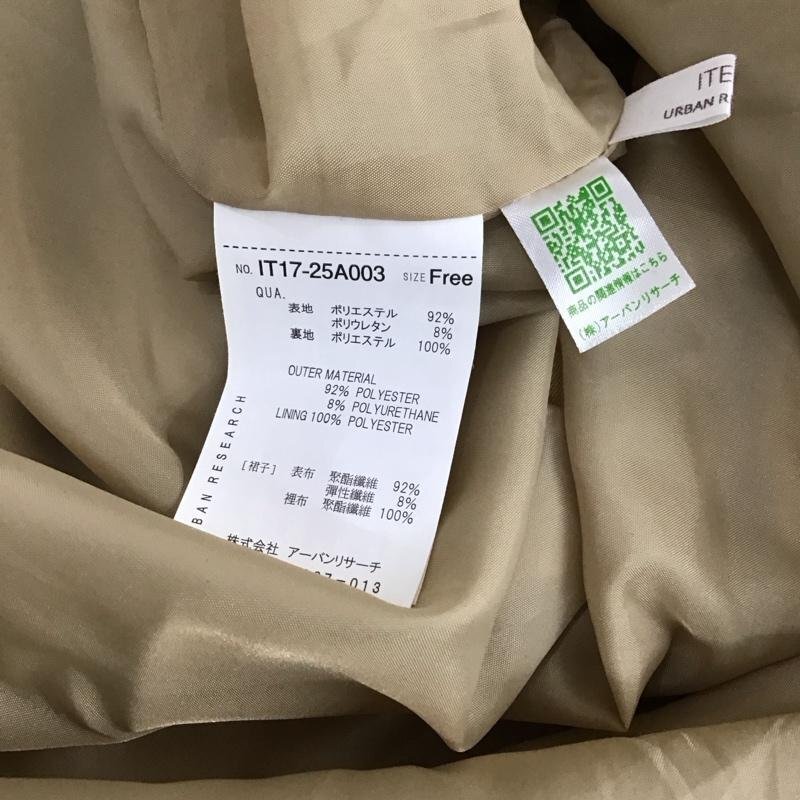 NO. IT17-25A003 SIZE Free
QUA.
表地 ポリエステル 92%
ポリウレタン 8%
裏地 ポリエステル 100%
OUTER MATERIAL
92% POLYESTER
8% POLYURETHANE
LINING 100% POLYESTER
[裙子] 表布 聚酯纖維 92%
彈性纖維 8%
裡布 聚酯纖維 100%
株式会社 アーバンリサーチ
-013
BAN RESEARCH
ITE
URBAN R
商品の関連情報はこちら
(株)アーバンリサーチ